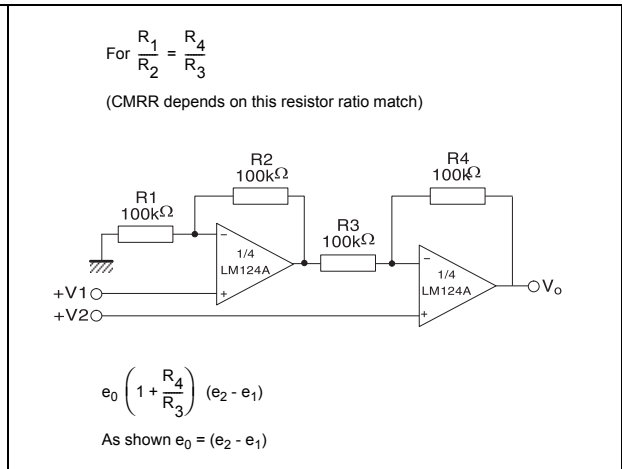 For R1/R2 = R4/R3
(CMRR depends on this resistor ratio match)
R1
100kΩ
R2
100kΩ
R3
100kΩ
R4
100kΩ
−
1/4
LM124A
+
−
1/4
LM124A
+
+V1
+V2
Vo
e0 (1 + R4/R3) (e2 - e1)
As shown e0 = (e2 - e1)